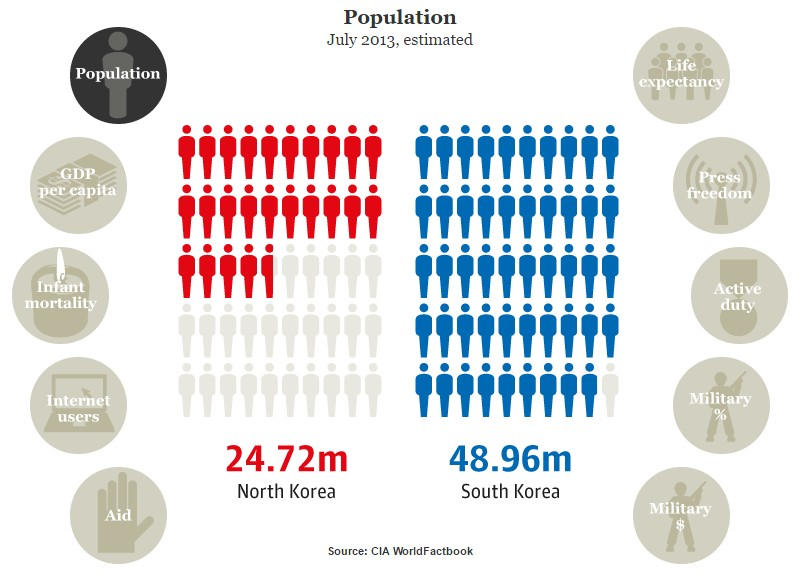 Population
July 2013, estimated
Population
GDP
per capita
Infant
mortality
Internet
users
Aid
Life
expectancy
Press
freedom
Active
duty
Military
%
Military
$
24.72m
North Korea
48.96m
South Korea
Source: CIA WorldFactbook